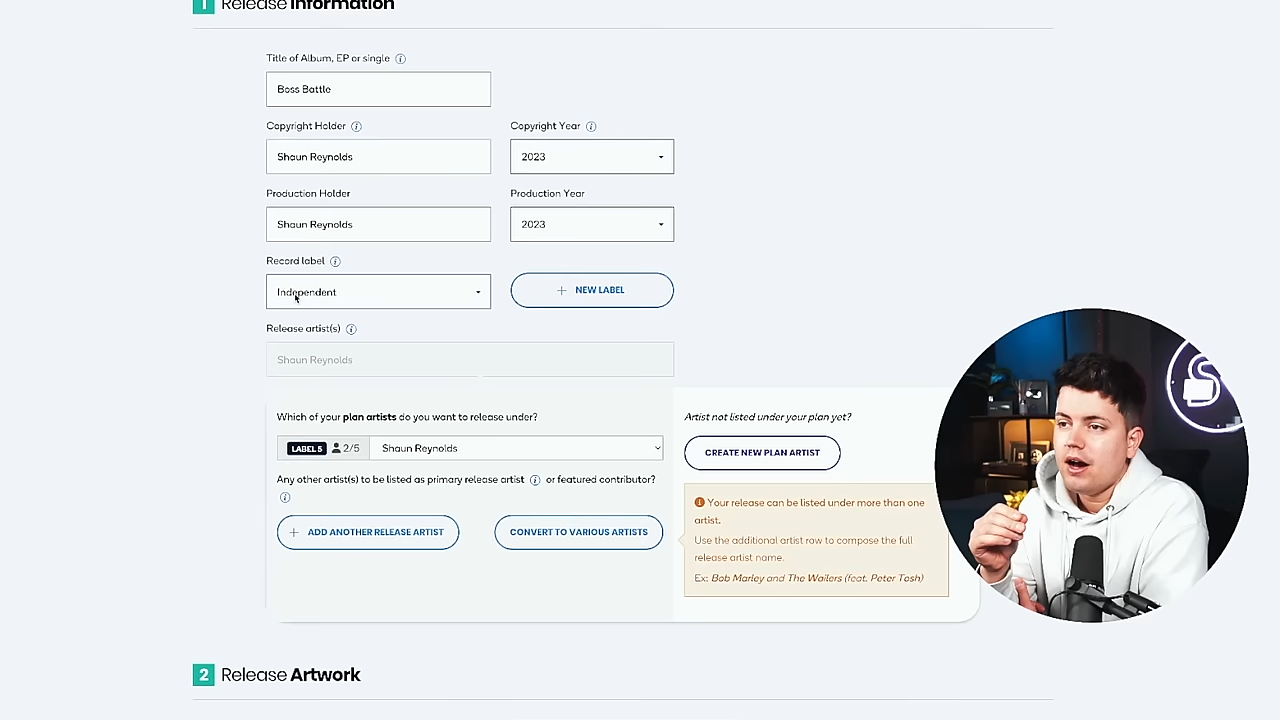 1 Release Information
Title of Album, EP or single
Boss Battle
Copyright Holder
Copyright Year
Shaun Reynolds
2023
Production Holder
Production Year
Shaun Reynolds
2023
Record label
Independent
+ NEW LABEL
Release artist(s)
Shaun Reynolds
Which of your plan artists do you want to release under?
LABEL 5 2/5 Shaun Reynolds
Any other artist(s) to be listed as primary release artist or featured contributor?
+ ADD ANOTHER RELEASE ARTIST
CONVERT TO VARIOUS ARTISTS
Artist not listed under your plan yet?
CREATE NEW PLAN ARTIST
Your release can be listed under more than one
artist.
Use the additional artist row to compose the full
release artist name.
Ex: Bob Marley and The Wailers (feat. Peter Tosh)
2 Release Artwork